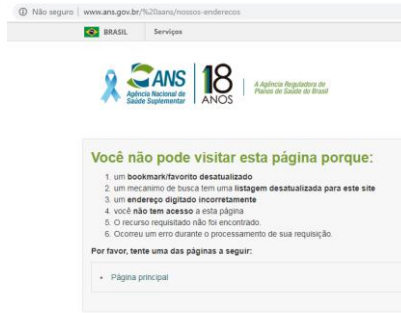 Não seguro | www.ans.gov.br/%20aans/nossos-enderecos
BRASIL Serviços
ANS
Agência Nacional de
Saúde Suplementar
18
ANOS
A Agência Reguladora de
Planos de Saúde do Brasil
Você não pode visitar esta página porque:
1. um bookmark/favorito desatualizado
2. um mecanimo de busca tem uma listagem desatualizada para este site
3. um endereço digitado incorretamente
4. você não tem acesso a esta página
5. O recurso requisitado não foi encontrado.
6. Ocorreu um erro durante o processamento de sua requisição.
Por favor, tente uma das páginas a seguir:
Página principal